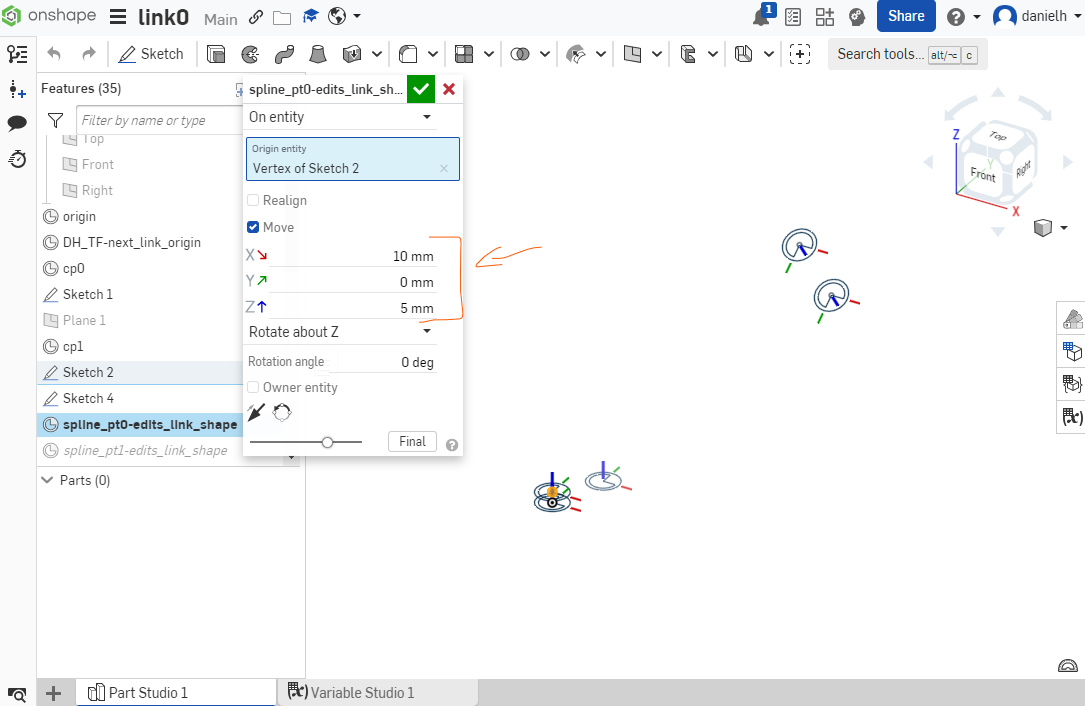 onshape link0 Main 1 Share danielh
Sketch Search tools... alt/⌥ c
Features (35)
Filter by name or type
Top
Front
Right
origin
DH_TF-next_link_origin
cp0
Sketch 1
Plane 1
cp1
Sketch 2
Sketch 4
spline_pt0-edits_link_shape
spline_pt1-edits_link_shape
Parts (0)
spline_pt0-edits_link_sh...
On entity
Origin entity
Vertex of Sketch 2
Realign
Move
X 10 mm
Y 0 mm
Z 5 mm
Rotate about Z
Rotation angle 0 deg
Owner entity
Final
Z
Top
Y
Front
Right
X
Part Studio 1
(x) Variable Studio 1